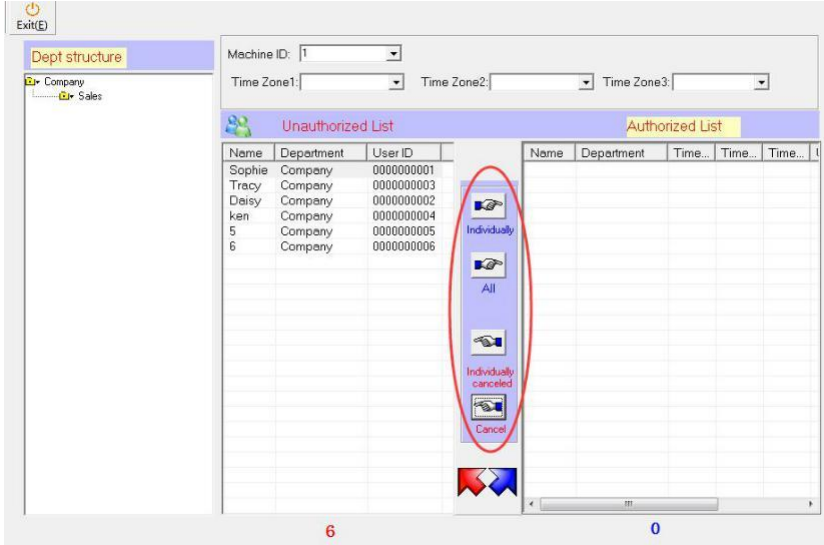 Exit(E)
Dept structure
Company
Sales
Machine ID: 1
Time Zone1: Time Zone2: Time Zone3:
Unauthorized List
Authorized List
Name Department User ID
Sophie Company 0000000001
Tracy Company 0000000003
Daisy Company 0000000002
ken Company 0000000004
5 Company 0000000005
6 Company 0000000006
Individually
All
Individually
canceled
Cancel
Name Department Time... Time... Time...
6
0